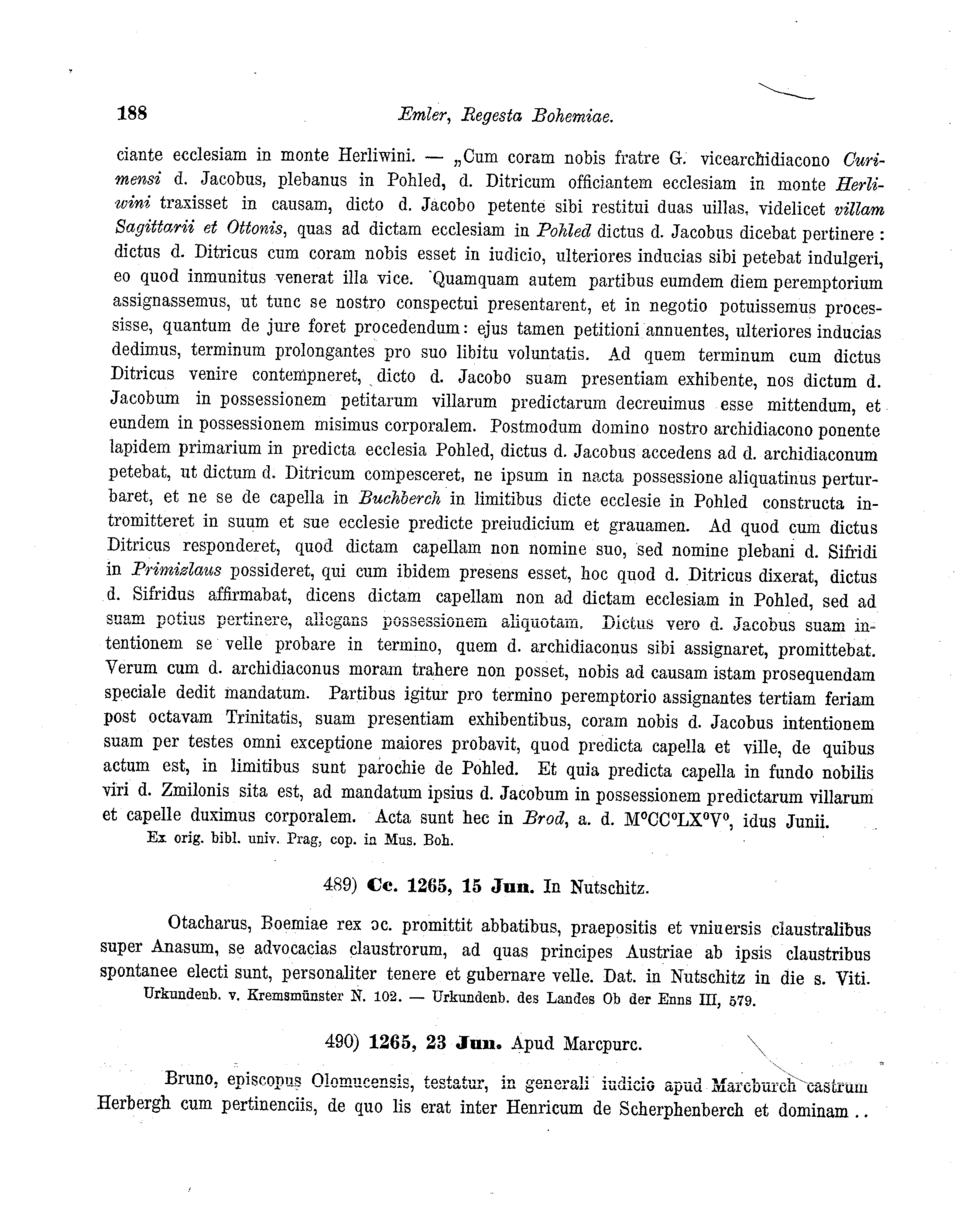 188
Emler, Regesta Bohemiae.
ciante ecclesiam in monte Herliwini. — „Cum coram nobis fratre G. vicearchidiacono Curi-
mensi d. Jacobus, plebanus in Pohled, d. Ditricum officiantem ecclesiam in monte Herli-
wini traxisset in causam, dicto d. Jacobo petente sibi restitui duas uillas, videlicet villam
Sagittarii et Ottonis, quas ad dictam ecclesiam in Pohled dictus d. Jacobus dicebat pertinere :
dictus d. Ditricus cum coram nobis esset in iudicio, ulteriores inducias sibi petebat indulgeri,
eo quod inmunitus venerat illa vice. Quamquam autem partibus eumdem diem peremptorium
assignassemus, ut tunc se nostro conspectui presentarent, et in negotio potuissemus proces-
sisse, quantum de jure foret procedendum: ejus tamen petitioni annuentes, ulteriores inducias
dedimus, terminum prolongantes pro suo libitu voluntatis. Ad quem terminum cum dictus
Ditricus venire contempneret, dicto d. Jacobo suam presentiam exhibente, nos dictum d.
Jacobum in possessionem petitarum villarum predictarum decreuimus esse mittendum, et
eundem in possessionem misimus corporalem. Postmodum domino nostro archidiacono ponente
lapidem primarium in predicta ecclesia Pohled, dictus d. Jacobus accedens ad d. archidiaconum
petebat, ut dictum d. Ditricum compesceret, ne ipsum in nacta possessione aliquatinus pertur-
baret, et ne se de capella in Buchberch in limitibus dicte ecclesie in Pohled constructa in-
tromitteret in suum et sue ecclesie predicte preiudicium et grauamen. Ad quod cum dictus
Ditricus responderet, quod dictam capellam non nomine suo, sed nomine plebani d. Sifridi
in Primizlaus possideret, qui cum ibidem presens esset, hoc quod d. Ditricus dixerat, dictus
d. Sifridus affirmabat, dicens dictam capellam non ad dictam ecclesiam in Pohled, sed ad
suam potius pertinere, allegans possessionem aliquotam. Dictus vero d. Jacobus suam in-
tentionem se velle probare in termino, quem d. archidiaconus sibi assignaret, promittebat.
Verum cum d. archidiaconus moram trahere non posset, nobis ad causam istam prosequendam
speciale dedit mandatum. Partibus igitur pro termino peremptorio assignantes tertiam feriam
post octavam Trinitatis, suam presentiam exhibentibus, coram nobis d. Jacobus intentionem
suam per testes omni exceptione maiores probavit, quod predicta capella et ville, de quibus
actum est, in limitibus sunt parochie de Pohled. Et quia predicta capella in fundo nobilis
viri d. Zmilonis sita est, ad mandatum ipsius d. Jacobum in possessionem predictarum villarum
et capelle duximus corporalem. Acta sunt hec in Brod, a. d. M⁰CC⁰LX⁰V⁰, idus Junii.
Ex orig. bibl. univ. Prag, cop. in Mus. Boh.
489) Cc. 1265, 15 Jun. In Nutschitz.
Otacharus, Boemiae rex ɔc. promittit abbatibus, praepositis et vniuersis claustralibus
super Anasum, se advocacias claustrorum, ad quas principes Austriae ab ipsis claustribus
spontanee electi sunt, personaliter tenere et gubernare velle. Dat. in Nutschitz in die s. Viti.
Urkundenb. v. Kremsmünster N. 102. — Urkundenb. des Landes Ob der Enns III, 579.
490) 1265, 23 Jun. Apud Marcpurc.
Bruno, episcopus Olomucensis, testatur, in generali iudicio apud Marcburch castrum
Herbergh cum pertinenciis, de quo lis erat inter Henricum de Scherphenberch et dominam ..